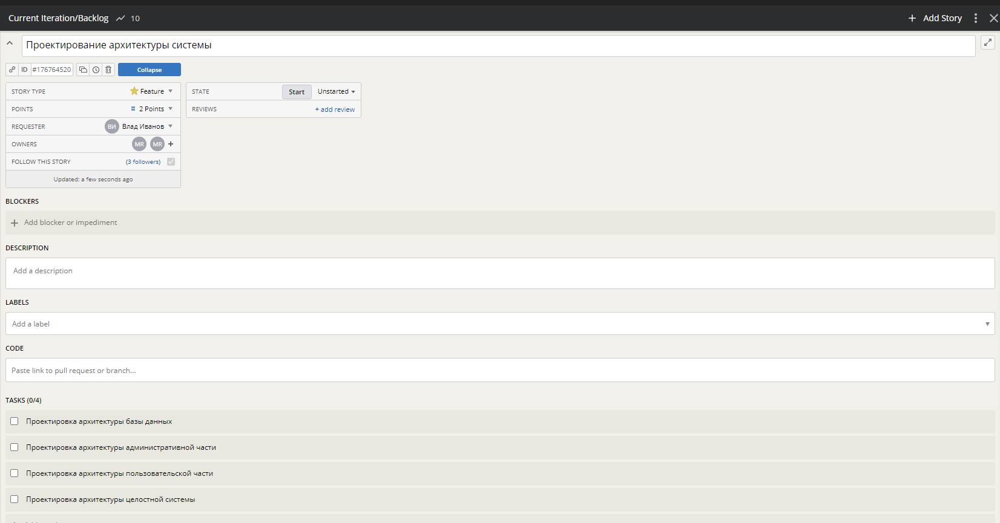 Current Iteration/Backlog 10 + Add Story
Проектирование архитектуры системы
ID #176764520 Collapse
STORY TYPE Feature
POINTS 2 Points
REQUESTER ВИ Влад Иванов
OWNERS MR MR +
FOLLOW THIS STORY (3 followers)
Updated: a few seconds ago
STATE Start Unstarted
REVIEWS + add review
BLOCKERS
+ Add blocker or impediment
DESCRIPTION
Add a description
LABELS
Add a label
CODE
Paste link to pull request or branch...
TASKS (0/4)
Проектировка архитектуры базы данных
Проектировка архитектуры административной части
Проектировка архитектуры пользовательской части
Проектировка архитектуры целостной системы